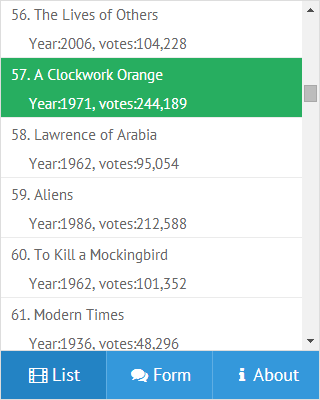 56. The Lives of Others
Year:2006, votes:104,228
57. A Clockwork Orange
Year:1971, votes:244,189
58. Lawrence of Arabia
Year:1962, votes:95,054
59. Aliens
Year:1986, votes:212,588
60. To Kill a Mockingbird
Year:1962, votes:101,352
61. Modern Times
Year:1936, votes:48,296
List Form About